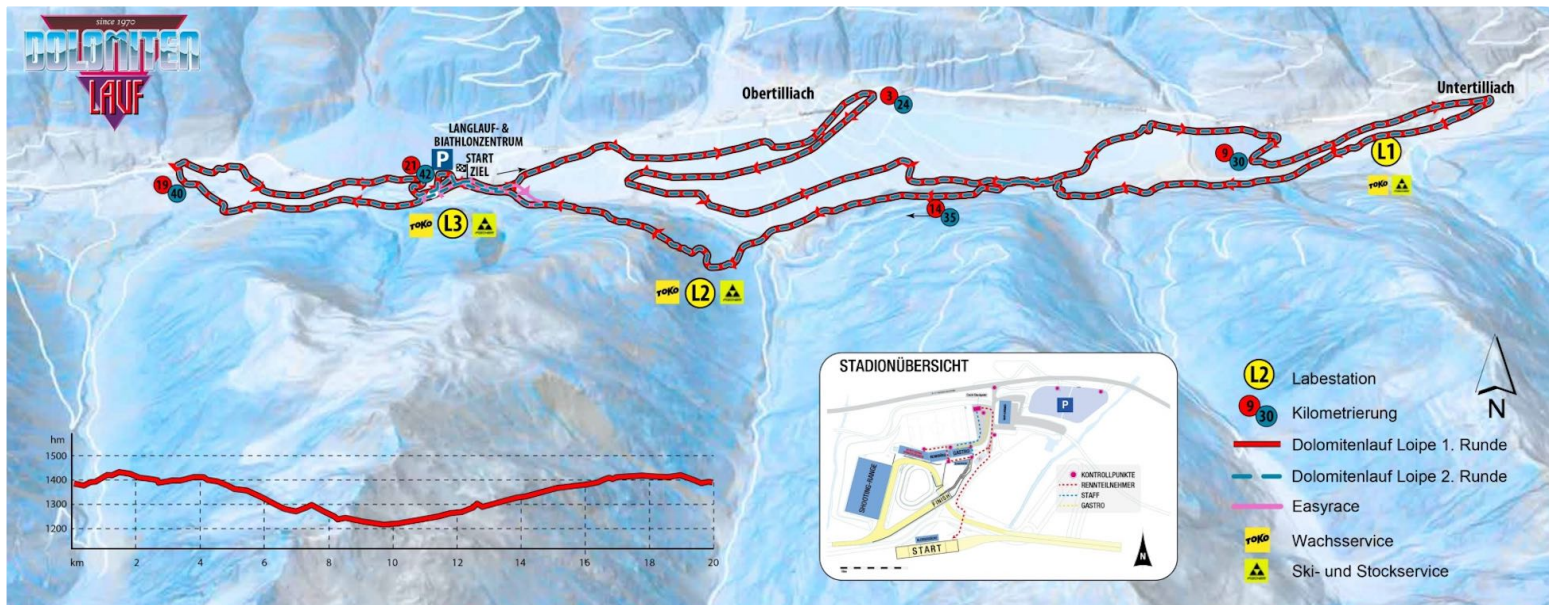 since 1970
DOLOMITEN
LAUF
Obertilliach
3
24
Untertilliach
LANGLAUF- &
BIATHLONZENTRUM
P
START
ZIEL
21
42
19
40
9
30
L1
TOKO
14
35
TOKO
L3
TOKO
L2
STADIONÜBERSICHT
P
GASTRO
SHOOTING-RANGE
FINISH
START
KONTROLLPUNKTE
RENNTEILNEHMER
STAFF
GASTRO
N
L2 Labestation
9
30
Kilometrierung
Dolomitenlauf Loipe 1. Runde
Dolomitenlauf Loipe 2. Runde
Easyrace
TOKO Wachsservice
Ski- und Stockservice
N
hm
1500
1400
1300
1200
km 2 4 6 8 10 12 14 16 18 20